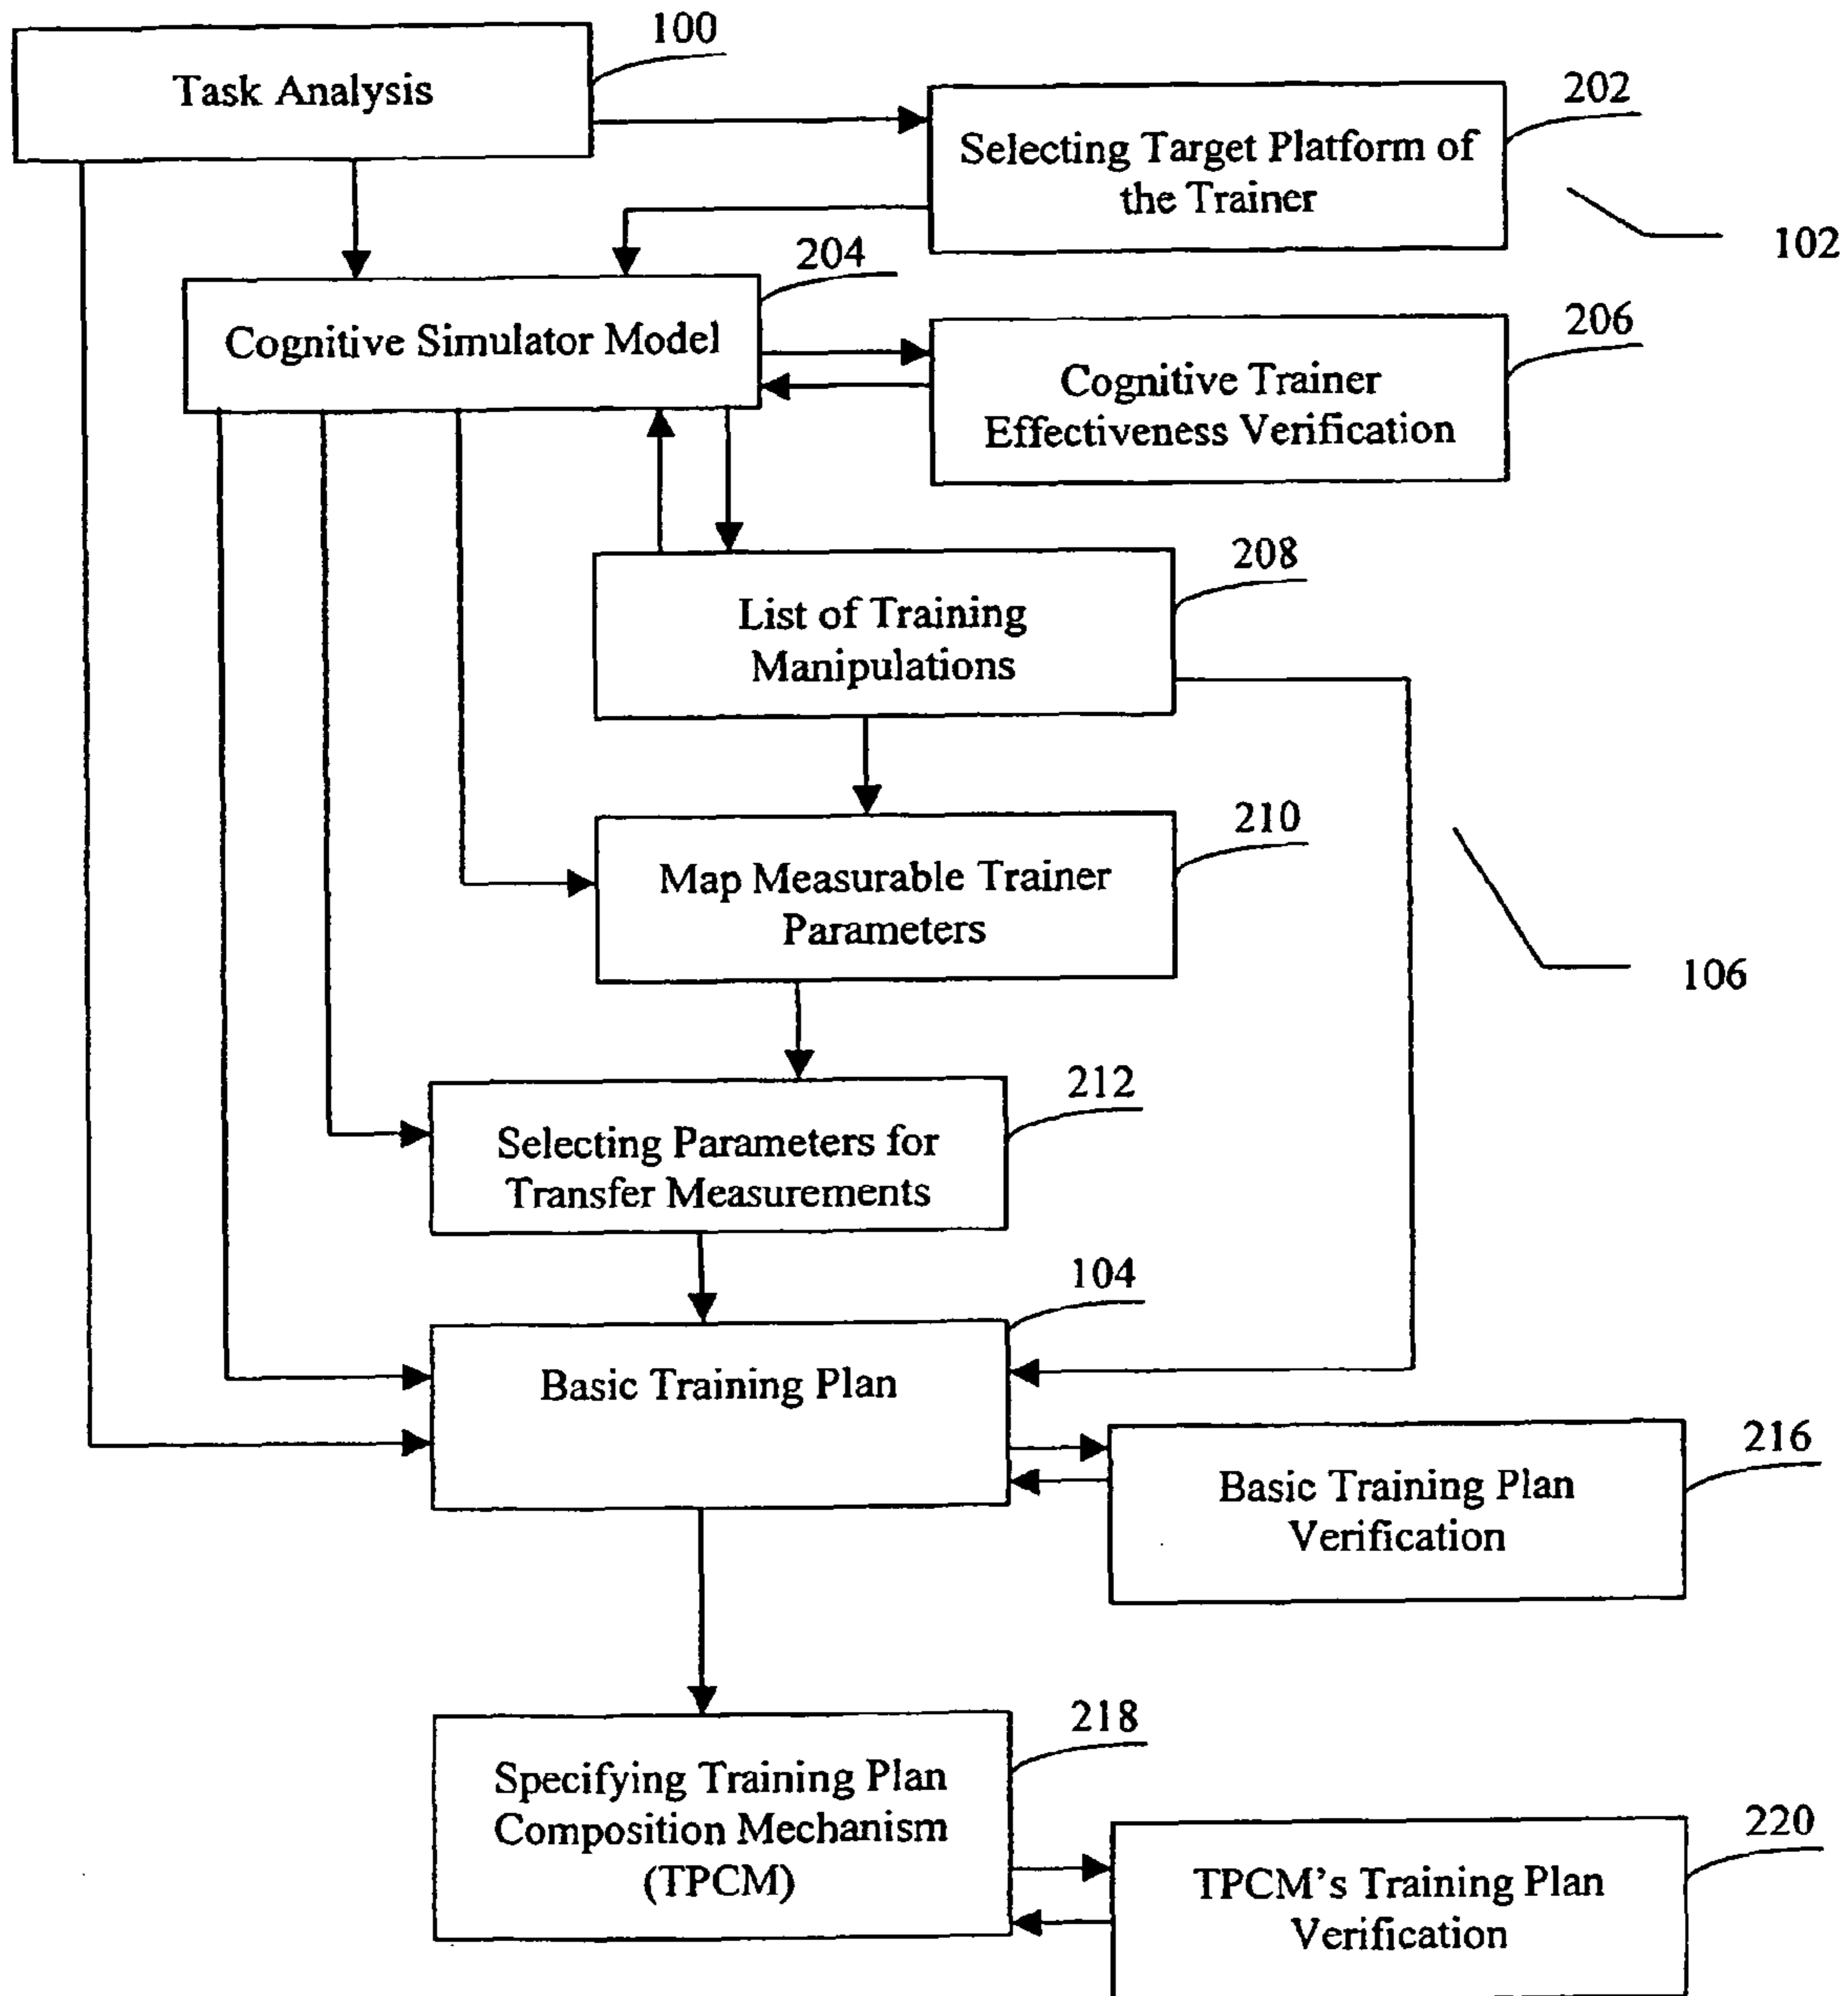 100
Task Analysis
202
Selecting Target Platform of
the Trainer
102
204
Cognitive Simulator Model
206
Cognitive Trainer
Effectiveness Verification
208
List of Training
Manipulations
210
Map Measurable Trainer
Parameters
106
212
Selecting Parameters for
Transfer Measurements
104
Basic Training Plan
216
Basic Training Plan
Verification
218
Specifying Training Plan
Composition Mechanism
(TPCM)
220
TPCM's Training Plan
Verification